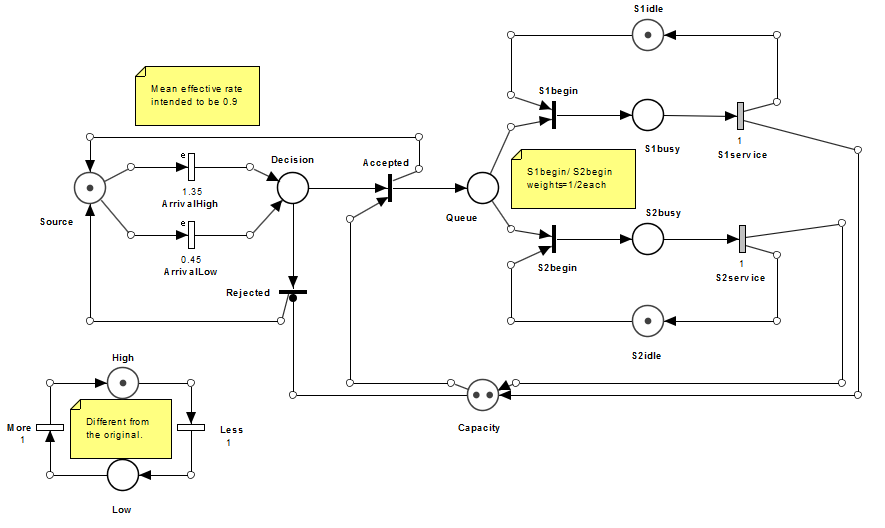 S1idle
Mean effective rate
intended to be 0.9
S1begin
S1busy
1
S1service
e
1.35
ArrivalHigh
Decision
Accepted
Source
Queue
S1begin/ S2begin
weights=1/2each
e
0.45
ArrivalLow
S2busy
S2begin
1
S2service
Rejected
S2idle
High
More
1
Different from
the original.
Less
1
Capacity
Low